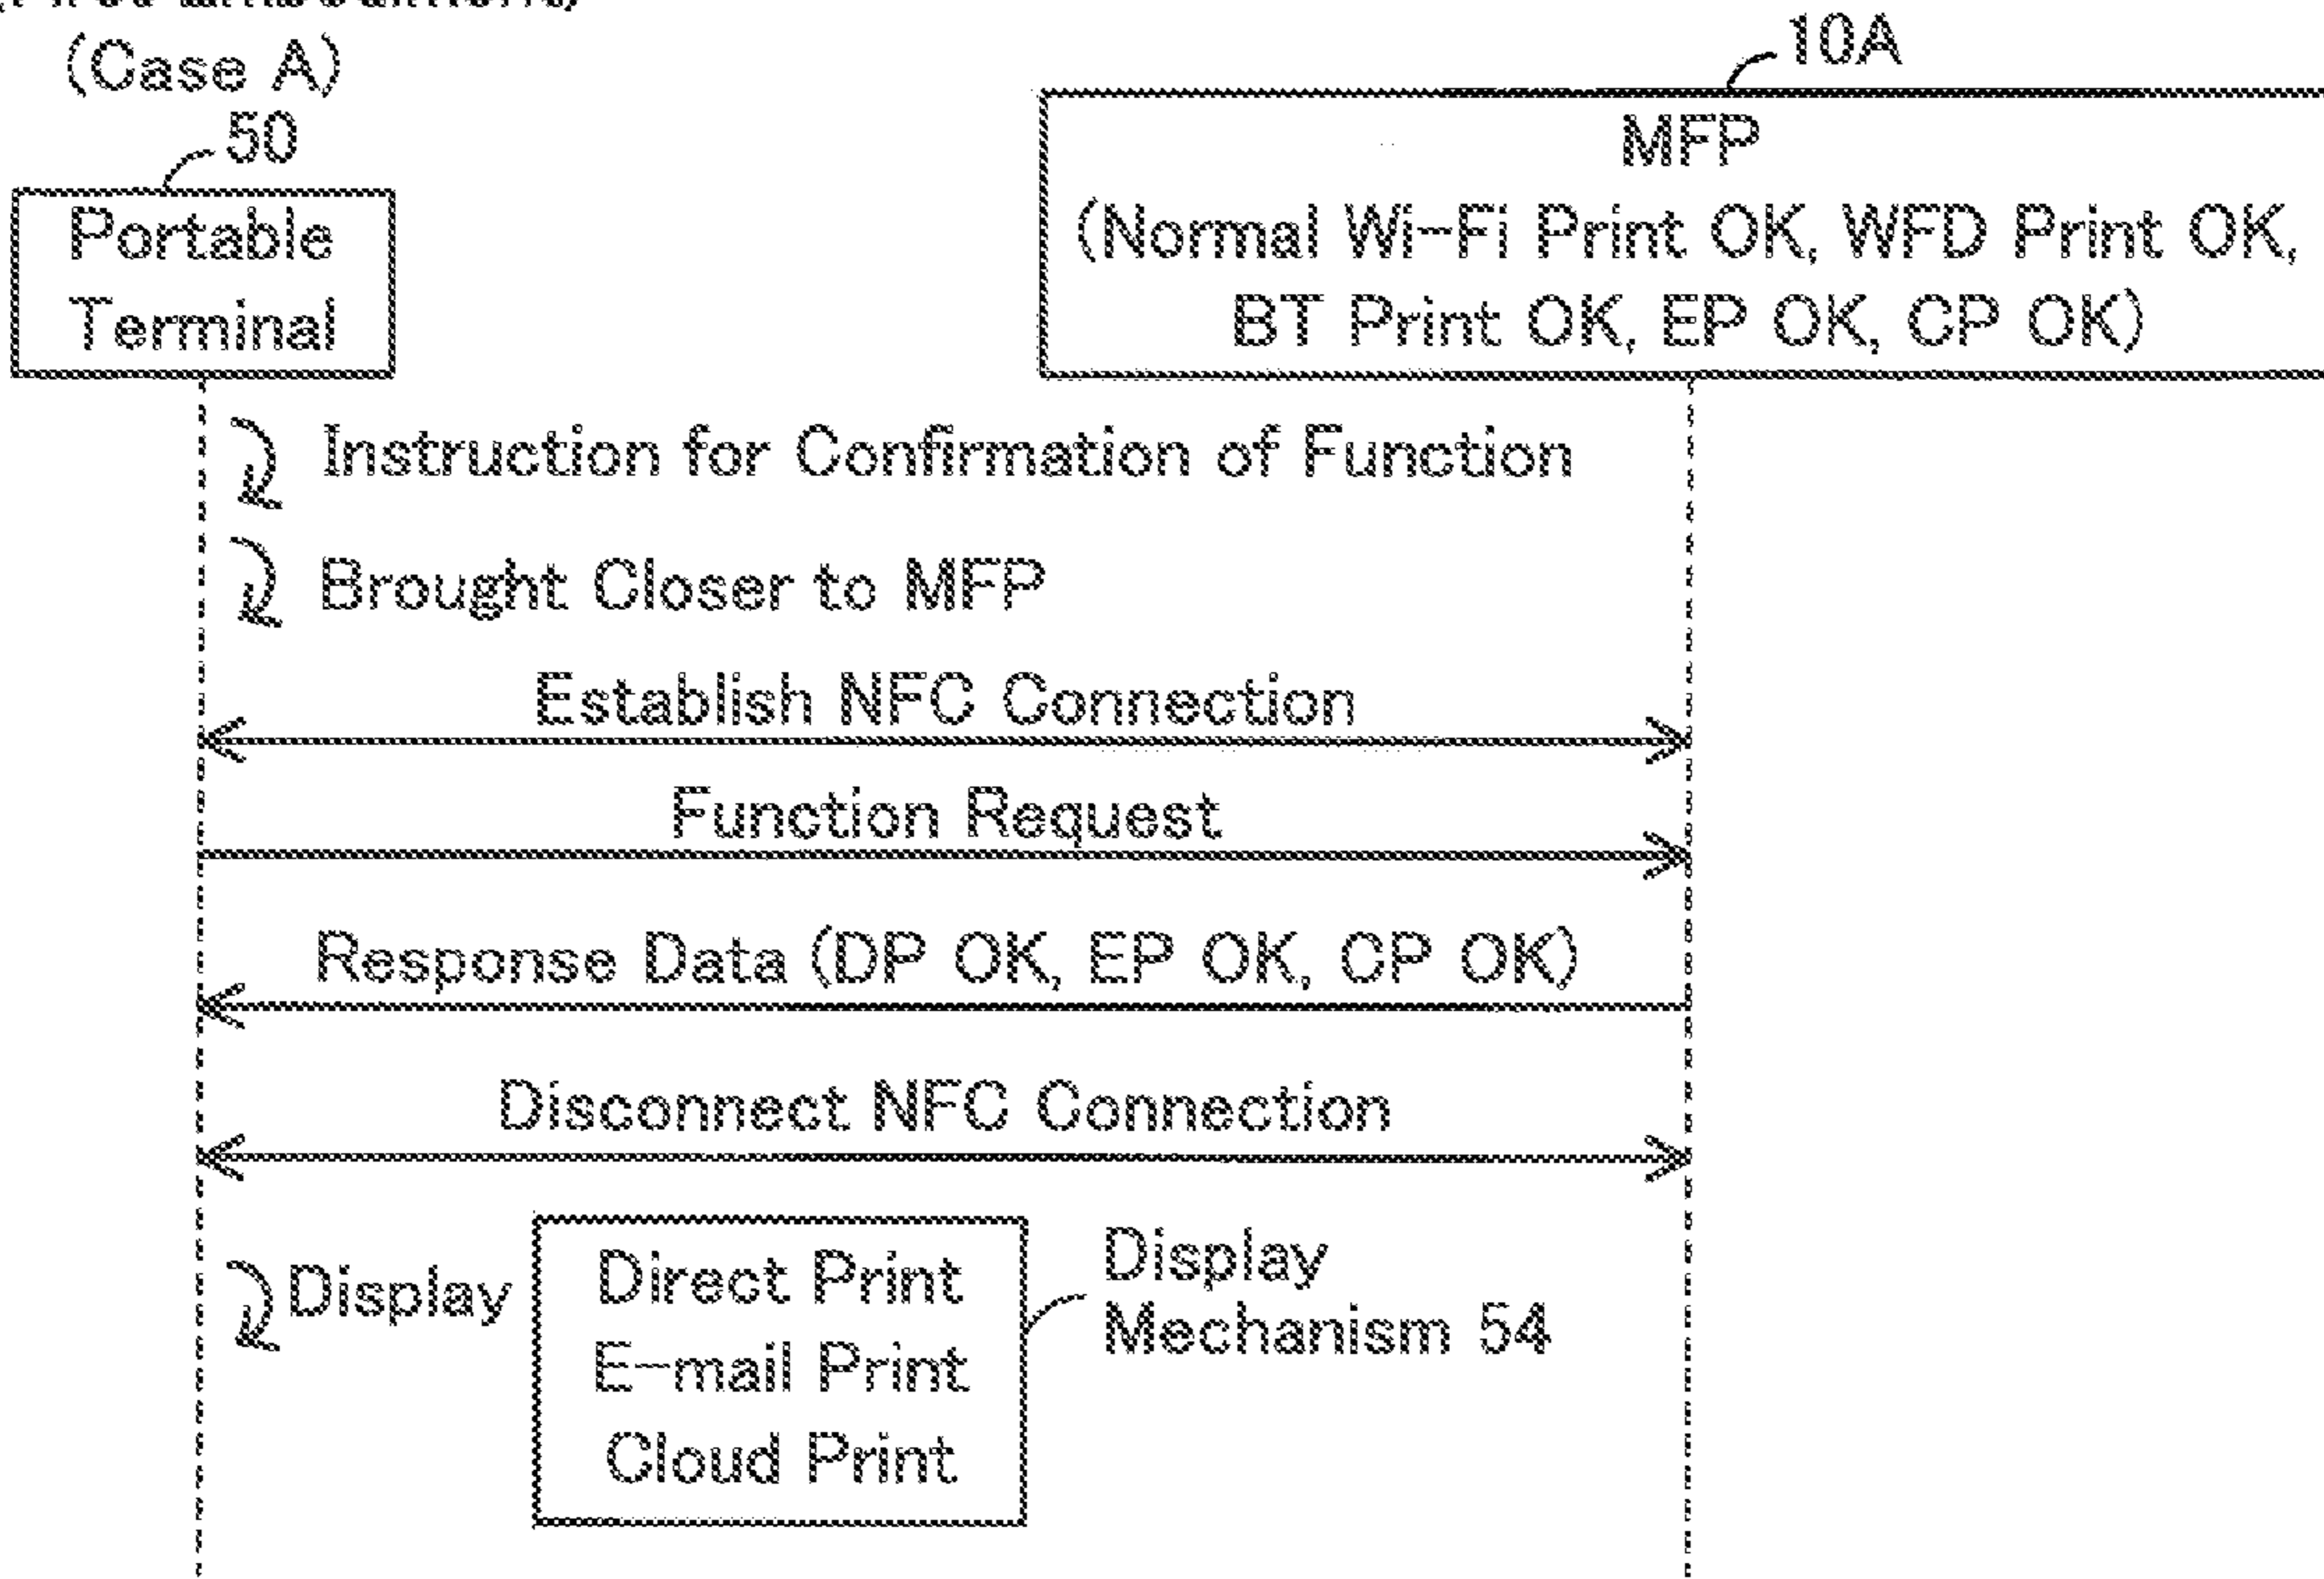 (Case A)
50
Portable
Terminal
10A
MFP
(Normal Wi-Fi Print OK, WFD Print OK,
BT Print OK, EP OK, CP OK)
Instruction for Confirmation of Function
Brought Closer to MFP
Establish NFC Connection
Function Request
Response Data (DP OK, EP OK, CP OK)
Disconnect NFC Connection
Display
Direct Print
E-mail Print
Cloud Print
Display
Mechanism 54